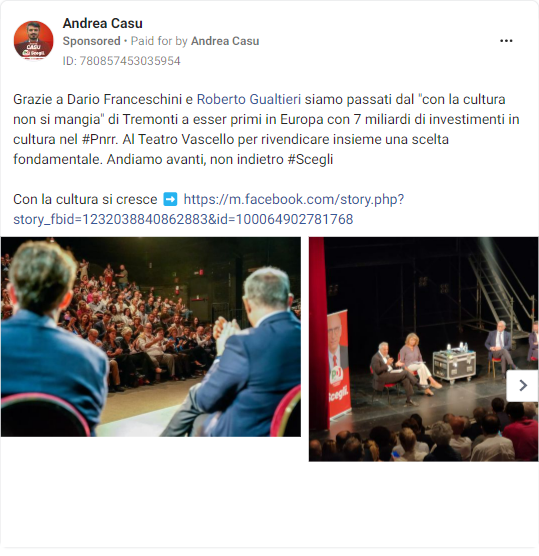 Andrea Casu
Sponsored • Paid for by Andrea Casu
ID: 780857453035954
CASU
Scegli.
Grazie a Dario Franceschini e Roberto Gualtieri siamo passati dal "con la cultura
non si mangia" di Tremonti a esser primi in Europa con 7 miliardi di investimenti in
cultura nel #Pnrr. Al Teatro Vascello per rivendicare insieme una scelta
fondamentale. Andiamo avanti, non indietro #Scegli
Con la cultura si cresce ➡️ https://m.facebook.com/story.php?
story_fbid=1232038840862883&id=100064902781768
Scegli.